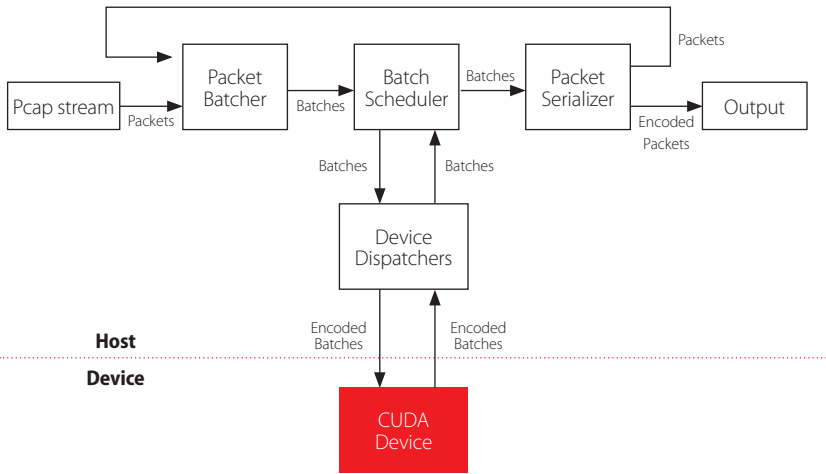 Packets
Pcap stream
Packets
Packet
Batcher
Batches
Batch
Scheduler
Batches
Packet
Serializer
Encoded
Packets
Output
Batches
Batches
Device
Dispatchers
Encoded
Batches
Encoded
Batches
Host
Device
CUDA
Device